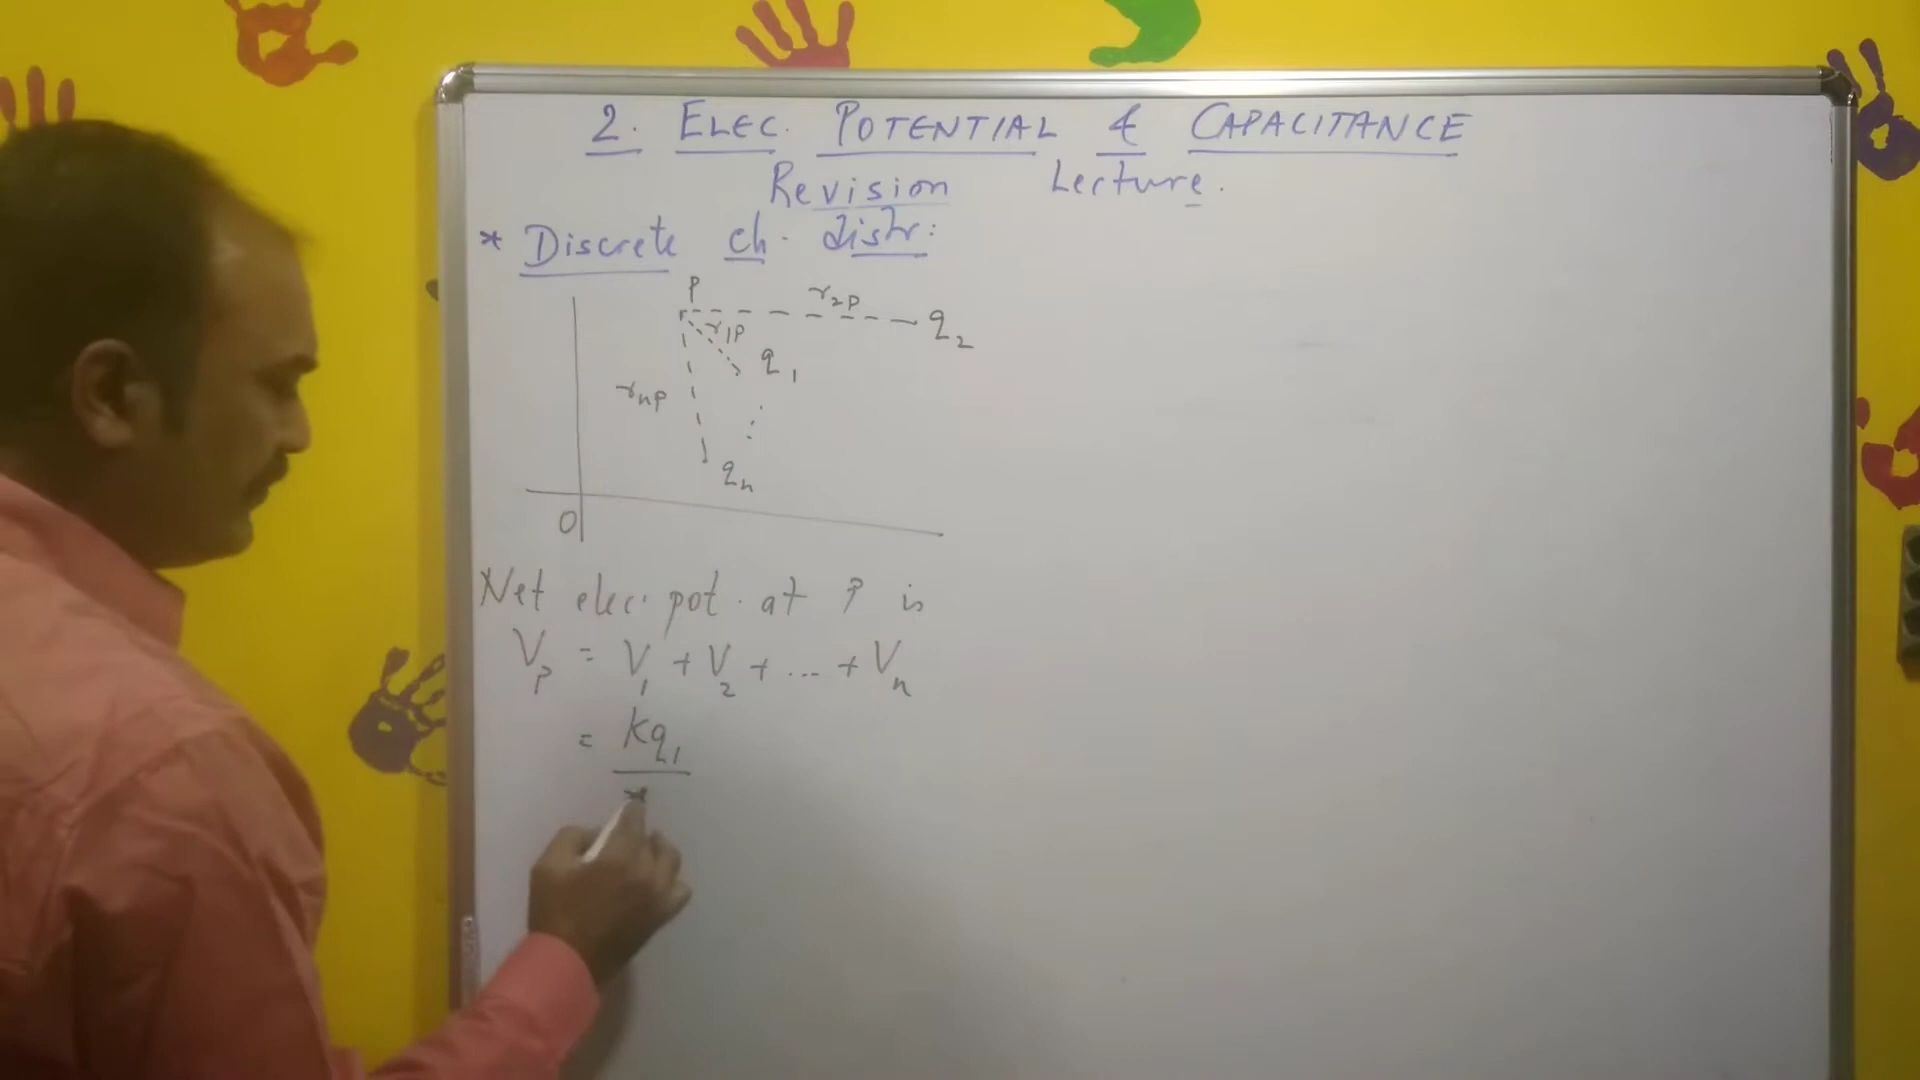 2. ELEC. POTENTIAL & CAPACITANCE
Revision Lecture.
* Discrete ch. distr:
P
r2P
q2
r1P
q1
rnP
qn
O
Net elec. pot. at P is
VP = V1 + V2 + ... + Vn
= kq1